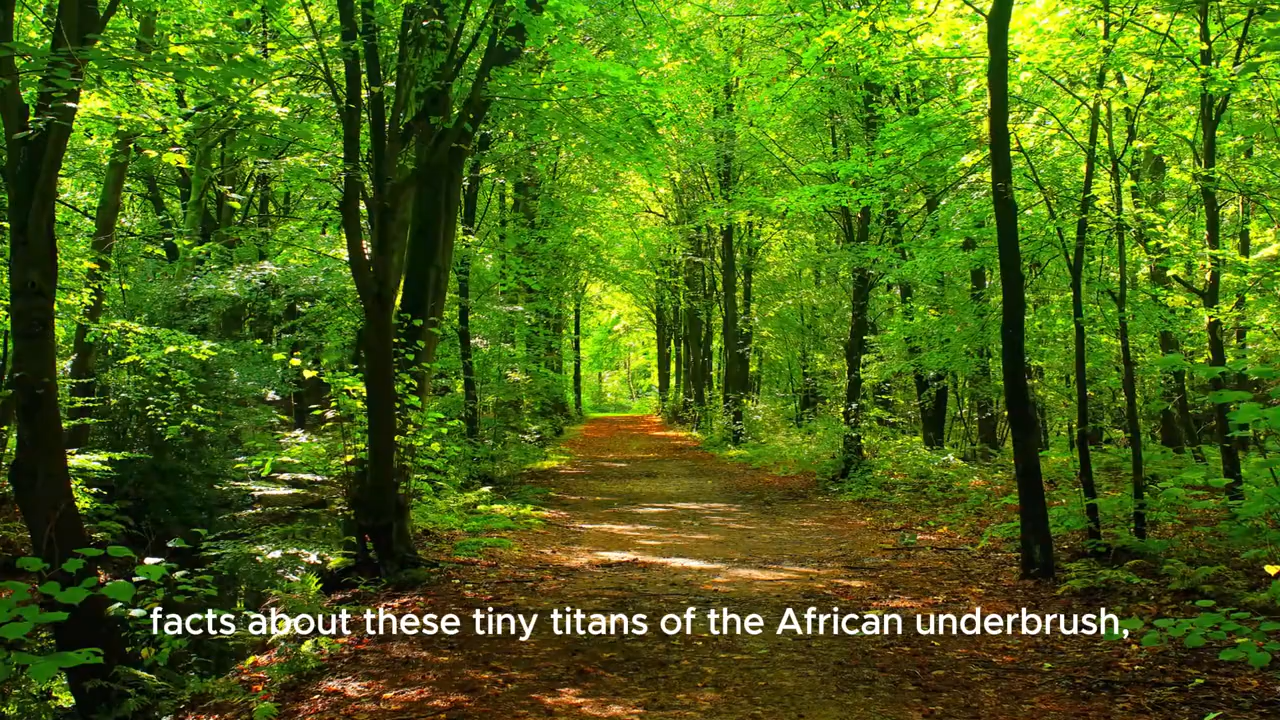 facts about these tiny titans of the African underbrush,